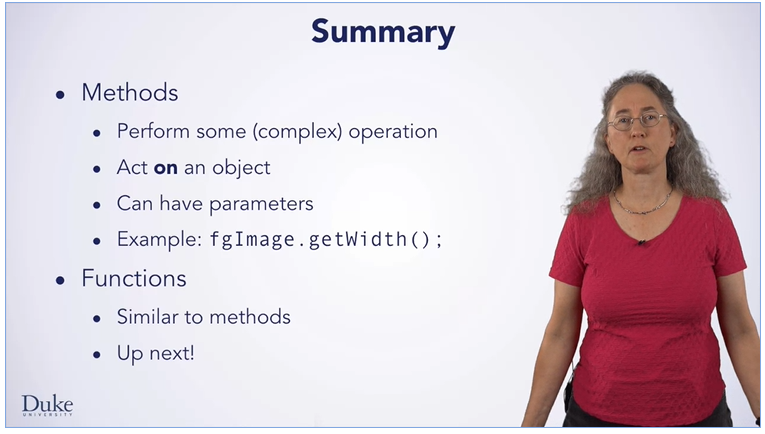 Summary
• Methods
• Perform some (complex) operation
• Act on an object
• Can have parameters
• Example: fgImage.getWidth();
• Functions
• Similar to methods
• Up next!
Duke
UNIVERSITY